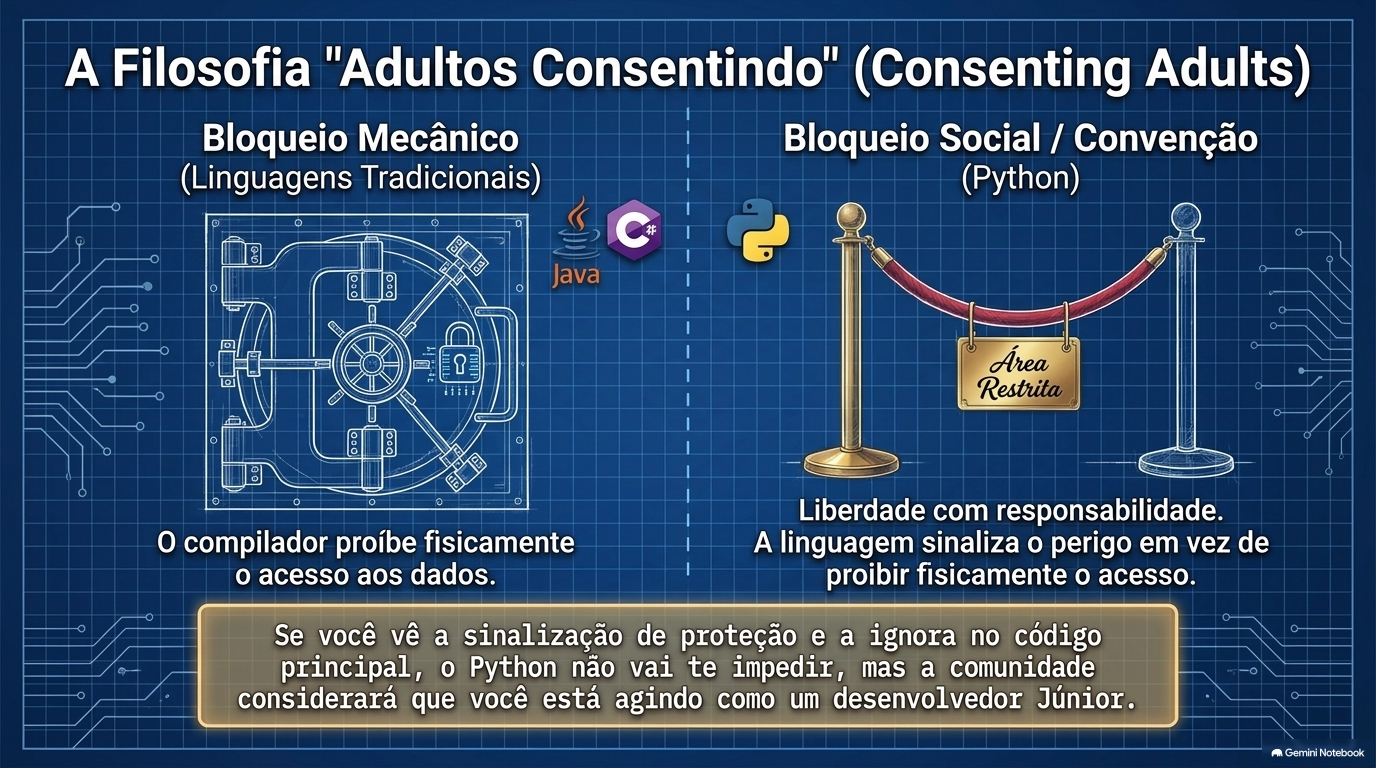 A Filosofia "Adultos Consentindo" (Consenting Adults)
Bloqueio Mecânico
(Linguagens Tradicionais)
Java
C#
O compilador proíbe fisicamente
o acesso aos dados.
Bloqueio Social / Convenção
(Python)
Área
Restrita
Liberdade com responsabilidade.
A linguagem sinaliza o perigo em vez de
proibir fisicamente o acesso.
Se você vê a sinalização de proteção e a ignora no código
principal, o Python não vai te impedir, mas a comunidade
considerará que você está agindo como um desenvolvedor Júnior.
Gemini Notebook